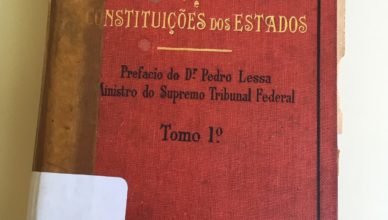 e
CONSTITUIÇÕES DOS ESTADOS
Prefacio do Dr Pedro Lessa
Ministro do Supremo Tribunal Federal
Tomo 1º